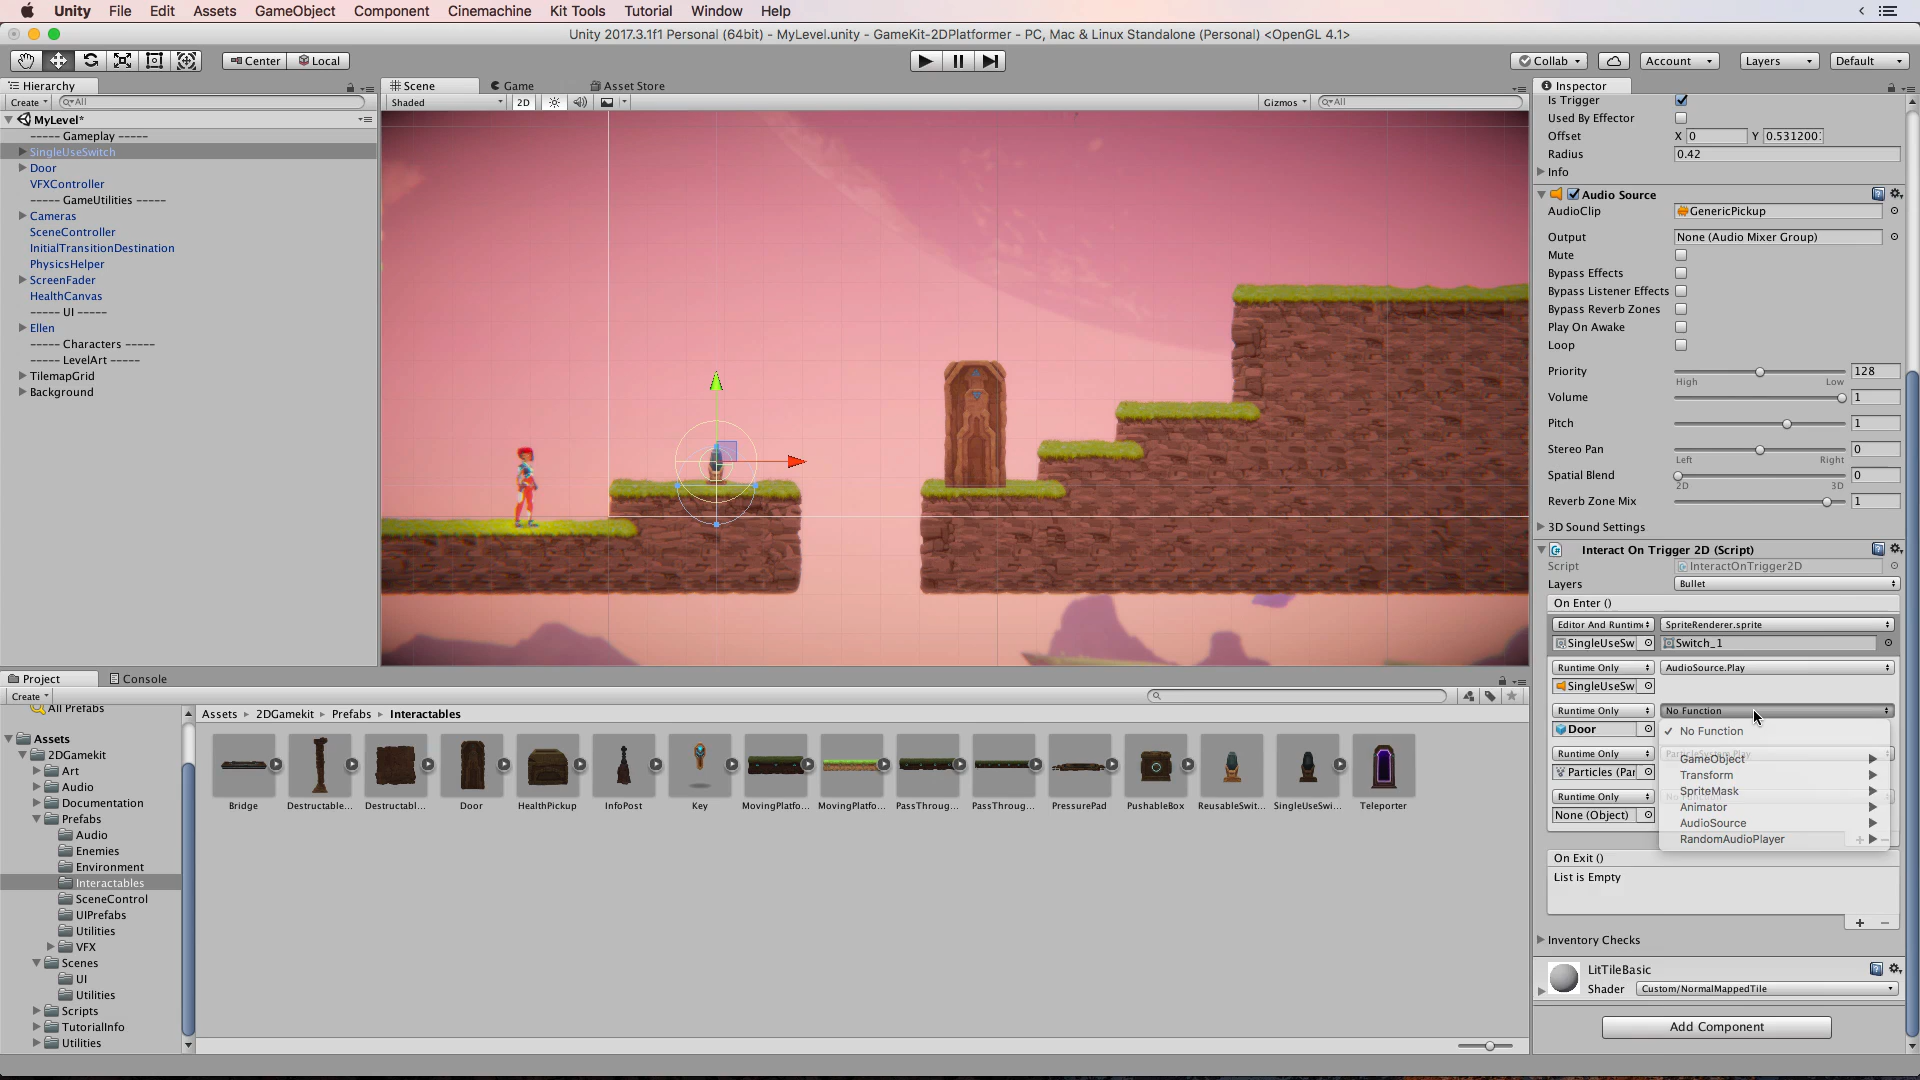 Unity File Edit Assets GameObject Component Cinemachine Kit Tools Tutorial Window Help
Unity 2017.3.1f1 Personal (64bit) - MyLevel.unity - GameKit-2DPlatformer - PC, Mac & Linux Standalone (Personal) <OpenGL 4.1>
Center Local Collab Account Layers Default
Hierarchy
Create All
MyLevel*
----- Gameplay -----
SingleUseSwitch
Door
VFXController
----- GameUtilities -----
Cameras
SceneController
InitialTransitionDestination
PhysicsHelper
ScreenFader
HealthCanvas
----- UI -----
Ellen
----- Characters -----
----- LevelArt -----
TilemapGrid
Background
Scene Game Asset Store
Shaded 2D Gizmos All
Inspector
Is Trigger
Used By Effector
Offset X 0 Y 0.531200
Radius 0.42
Info
Audio Source
AudioClip GenericPickup
Output None (Audio Mixer Group)
Mute
Bypass Effects
Bypass Listener Effects
Bypass Reverb Zones
Play On Awake
Loop
Priority 128
High Low
Volume 1
Pitch 1
Stereo Pan 0
Left Right
Spatial Blend 0
2D 3D
Reverb Zone Mix 1
3D Sound Settings
Interact On Trigger 2D (Script)
Script InteractOnTrigger2D
Layers Bullet
On Enter ()
Editor And Runtime SpriteRenderer.sprite
SingleUseSw Switch_1
Runtime Only AudioSource.Play
SingleUseSw
Runtime Only No Function
Door
✓ No Function
Runtime Only ParticleSystem.Play
GameObject
Particles (Par
Transform
SpriteMask
Runtime Only
Animator
None (Object)
AudioSource
RandomAudioPlayer
On Exit ()
List is Empty
Inventory Checks
LitTileBasic
Shader Custom/NormalMappedTile
Add Component
Project Console
Create
All Prefabs
Assets
2DGamekit
Art
Audio
Documentation
Prefabs
Audio
Enemies
Environment
Interactables
SceneControl
UIPrefabs
Utilities
VFX
Scenes
UI
Utilities
Scripts
TutorialInfo
Utilities
Assets ▸ 2DGamekit ▸ Prefabs ▸ Interactables
Bridge Destructable... Destructabl... Door HealthPickup InfoPost Key MovingPlatfo... MovingPlatfo... PassThroug... PassThroug... PressurePad PushableBox ReusableSwit... SingleUseSwi... Teleporter